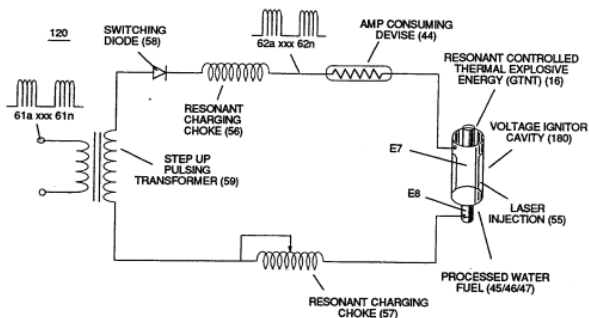 120
SWITCHING
DIODE (58)
62a xxx 62n
AMP CONSUMING
DEVISE (44)
RESONANT CONTROLLED
THERMAL EXPLOSIVE
ENERGY (GTNT) (16)
61a xxx 61n
RESONANT
CHARGING
CHOKE (56)
STEP UP
PULSING
TRANSFORMER (59)
E7
VOLTAGE IGNITOR
CAVITY (180)
E8
LASER
INJECTION (55)
PROCESSED WATER
FUEL (45/46/47)
RESONANT CHARGING
CHOKE (57)